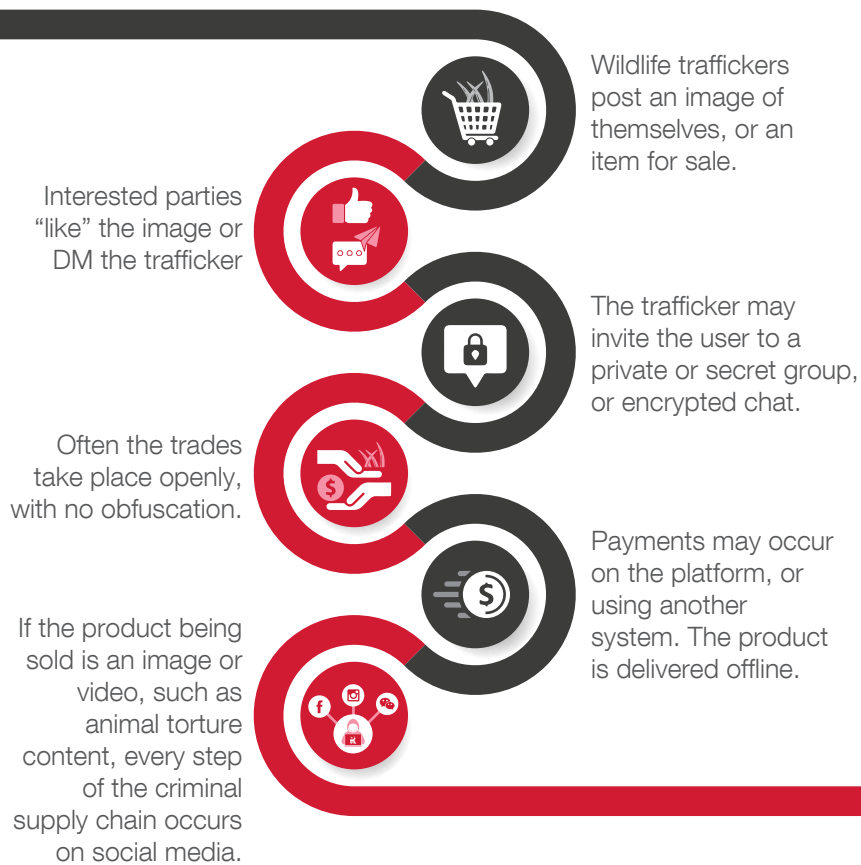 Wildlife traffickers
post an image of
themselves, or an
item for sale.
Interested parties
“like” the image or
DM the trafficker
The trafficker may
invite the user to a
private or secret group,
or encrypted chat.
Often the trades
take place openly,
with no obfuscation.
Payments may occur
on the platform, or
using another
system. The product
is delivered offline.
If the product being
sold is an image or
video, such as
animal torture
content, every step
of the criminal
supply chain occurs
on social media.